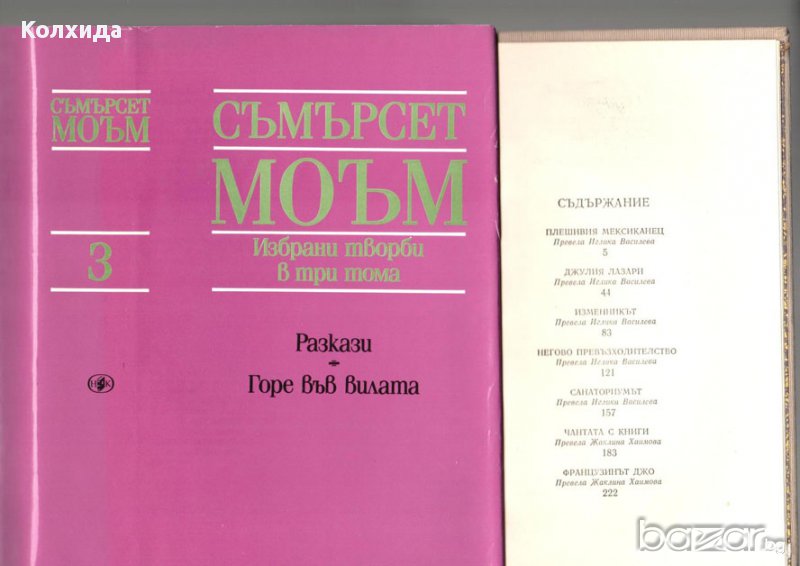 Колхида
СЪМЪРСЕТ
МОЪМ
3
НК
СЪМЪРСЕТ
МОЪМ
Избрани творби
в три тома
Разкази
Горе във вилата
СЪДЪРЖАНИЕ
ПЛЕШИВИЯ МЕКСИКАНЕЦ
Превела Иглика Василева
5
ДЖУЛИЯ ЛАЗАРИ
Превела Иглика Василева
44
ИЗМЕННИКЪТ
Превела Иглика Василева
83
НЕГОВО ПРЕВЪЗХОДИТЕЛСТВО
Превела Иглика Василева
121
САНАТОРИУМЪТ
Превела Иглика Василева
157
ЧАНТАТА С КНИГИ
Превела Жаклина Хаимова
183
ФРАНЦУЗИНЪТ ДЖО
Превела Жаклина Хаимова
222
bazar.bg